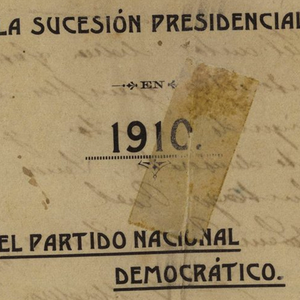 LA SUCESIÓN PRESIDENCIAL
EN
1910.
EL PARTIDO NACIONAL
DEMOCRÁTICO.